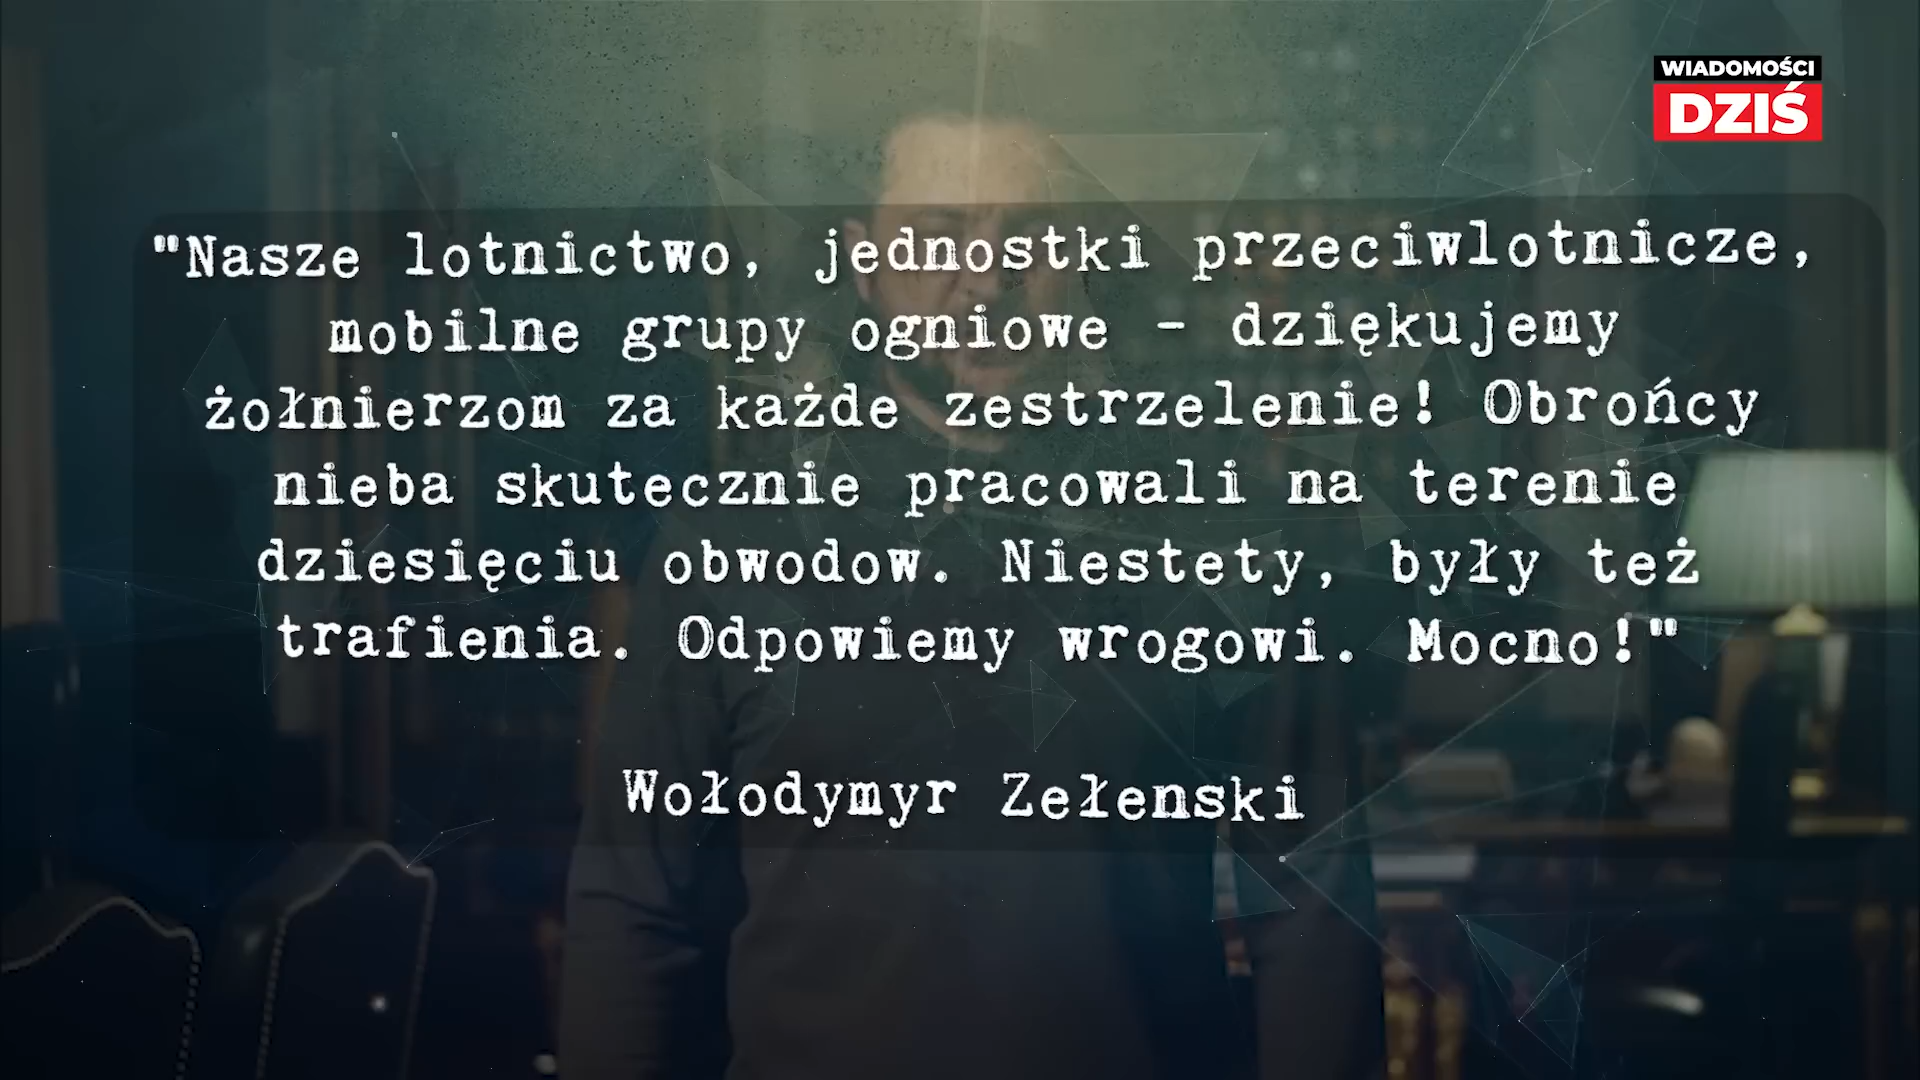 WIADOMOŚCI
DZIŚ
"Nasze lotnictwo, jednostki przeciwlotnicze,
mobilne grupy ogniowe - dziękujemy
żołnierzom za każde zestrzelenie! Obrońcy
nieba skutecznie pracowali na terenie
dziesięciu obwodow. Niestety, były też
trafienia. Odpowiemy wrogowi. Mocno!"
Wołodymyr Zełenski